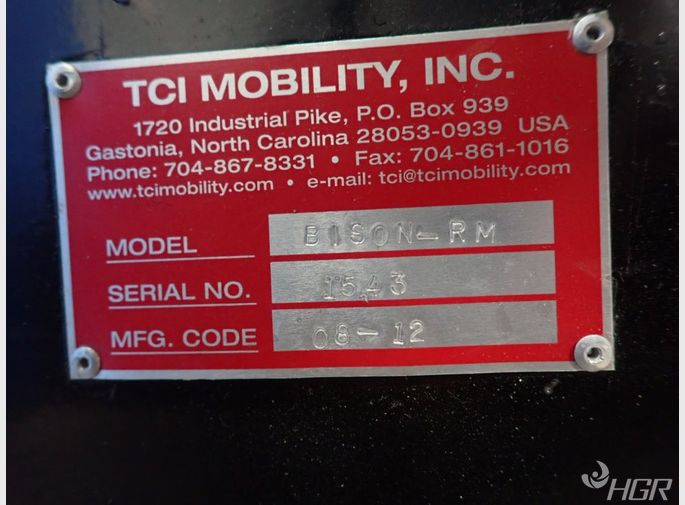 TCI MOBILITY, INC.
1720 Industrial Pike, P.O. Box 939
Gastonia, North Carolina 28053-0939 USA
Phone: 704-867-8331 • Fax: 704-861-1016
www.tcimobility.com • e-mail: tci@tcimobility.com
MODEL BISON-RM
SERIAL NO. 1543
MFG. CODE 08-12
HGR